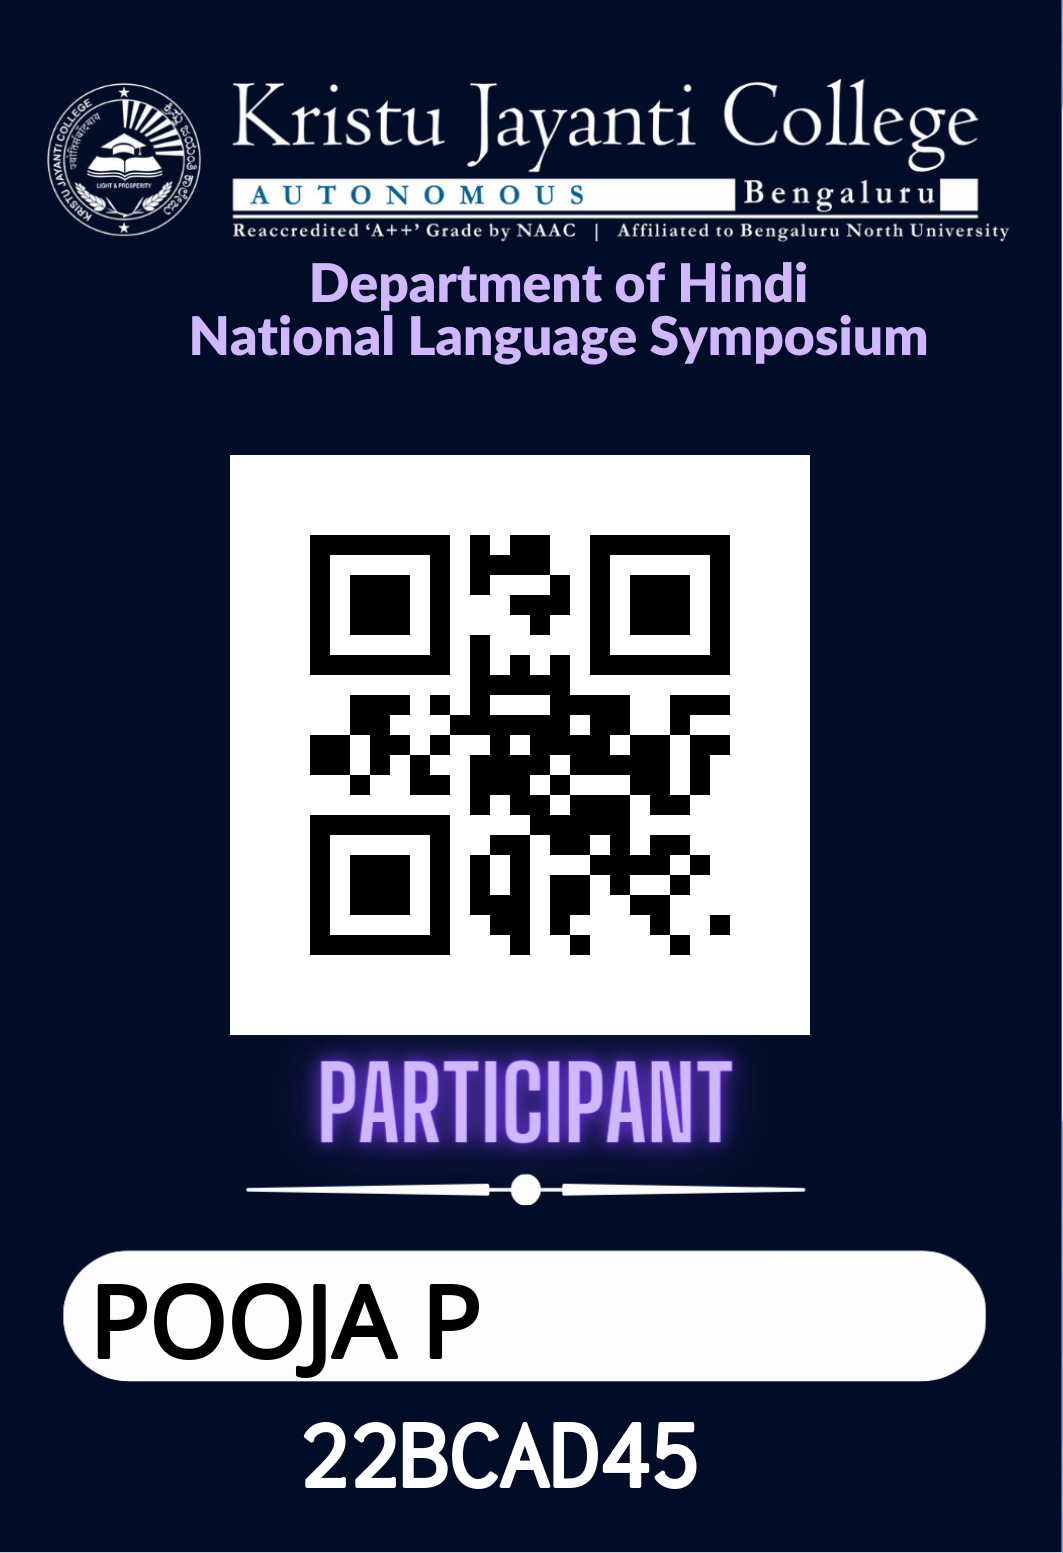 Kristu Jayanti College
AUTONOMOUS Bengaluru
Reaccredited ‘A++’ Grade by NAAC | Affiliated to Bengaluru North University
KRISTU JAYANTI COLLEGE
LIGHT & PROSPERITY
Department of Hindi
National Language Symposium
PARTICIPANT
POOJA P
22BCAD45